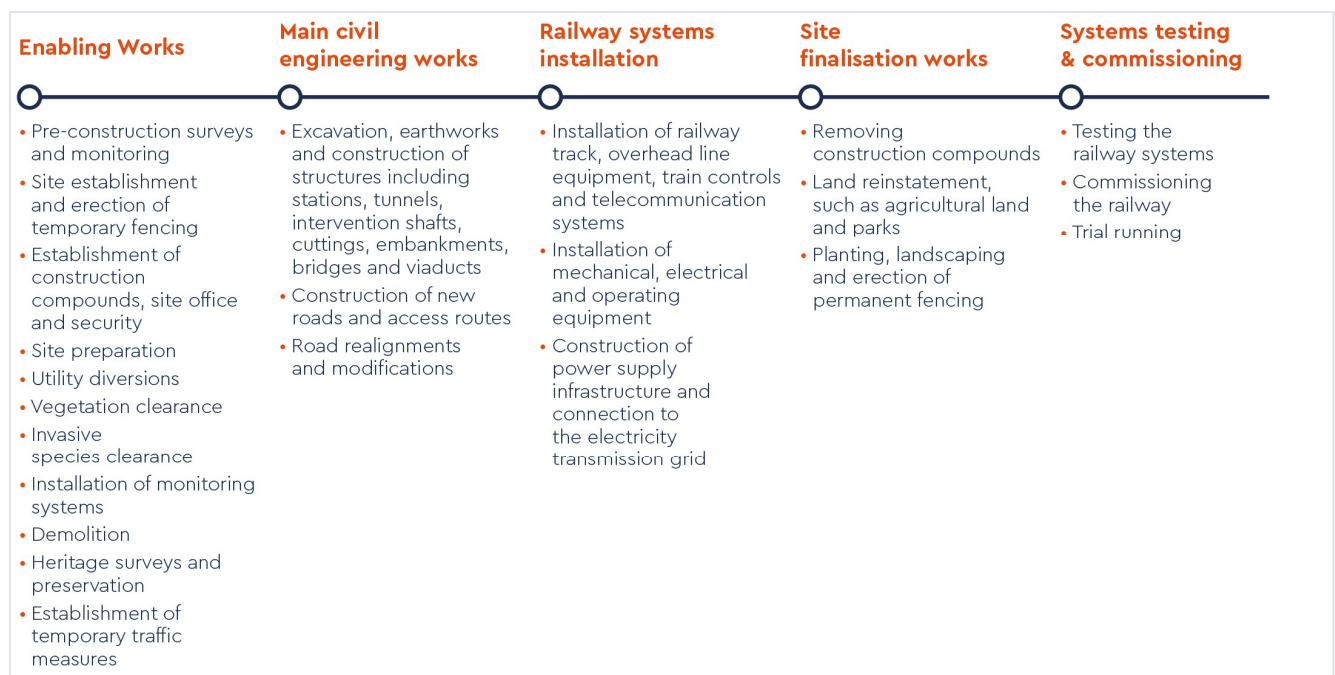 Enabling Works
• Pre-construction surveys
and monitoring
• Site establishment
and erection of
temporary fencing
• Establishment of
construction
compounds, site office
and security
• Site preparation
• Utility diversions
• Vegetation clearance
• Invasive
species clearance
• Installation of monitoring
systems
• Demolition
• Heritage surveys and
preservation
• Establishment of
temporary traffic
measures
Main civil
engineering works
• Excavation, earthworks
and construction of
structures including
stations, tunnels,
intervention shafts,
cuttings, embankments,
bridges and viaducts
• Construction of new
roads and access routes
• Road realignments
and modifications
Railway systems
installation
• Installation of railway
track, overhead line
equipment, train controls
and telecommunication
systems
• Installation of
mechanical, electrical
and operating
equipment
• Construction of
power supply
infrastructure and
connection to
the electricity
transmission grid
Site
finalisation works
• Removing
construction compounds
• Land reinstatement,
such as agricultural land
and parks
• Planting, landscaping
and erection of
permanent fencing
Systems testing
& commissioning
• Testing the
railway systems
• Commissioning
the railway
• Trial running